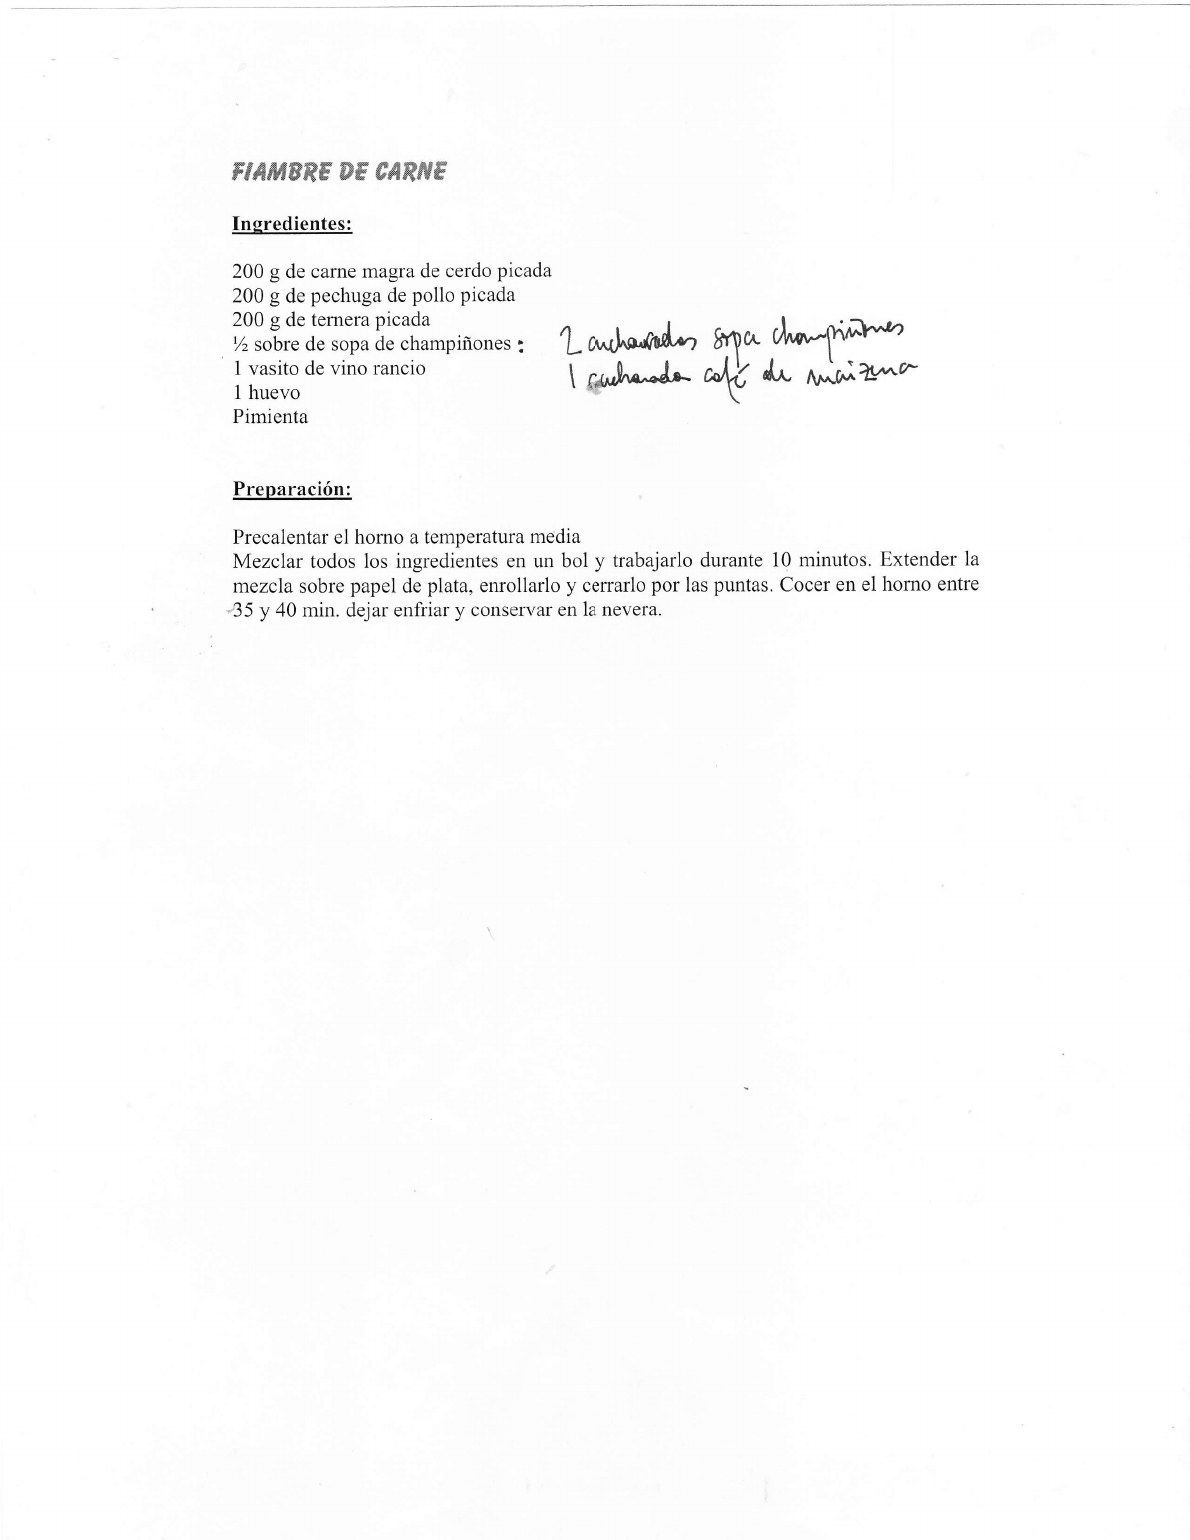 FIAMBRE DE CARNE
Ingredientes:
200 g de carne magra de cerdo picada
200 g de pechuga de pollo picada
200 g de ternera picada
½ sobre de sopa de champiñones : 2 cucharadas sopa champiñones
1 vasito de vino rancio 1 cucharada café de maizena
1 huevo
Pimienta
Preparación:
Precalentar el horno a temperatura media
Mezclar todos los ingredientes en un bol y trabajarlo durante 10 minutos. Extender la
mezcla sobre papel de plata, enrollarlo y cerrarlo por las puntas. Cocer en el horno entre
35 y 40 min. dejar enfriar y conservar en la nevera.